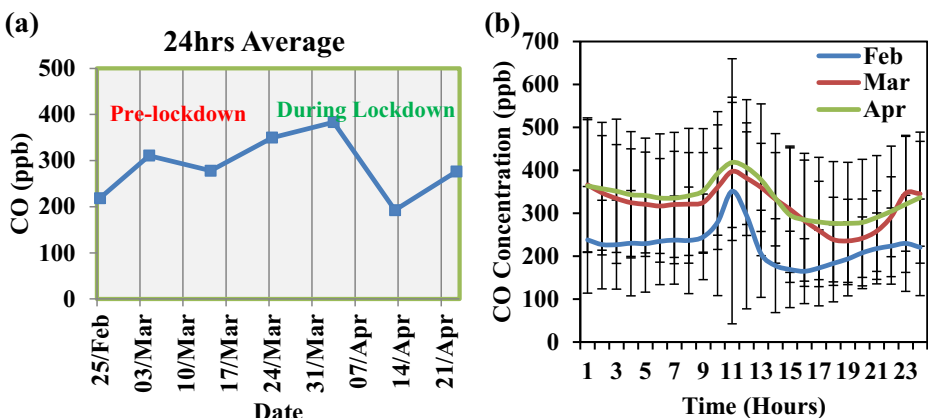 (a)
24hrs Average
CO (ppb)
500
400
300
200
100
0
Pre-lockdown
During Lockdown
25/Feb
03/Mar
10/Mar
17/Mar
24/Mar
31/Mar
07/Apr
14/Apr
21/Apr
Date
(b)
CO Concentration (ppb)
700
600
500
400
300
200
100
0
Feb
Mar
Apr
1 3 5 7 9 11 13 15 17 19 21 23
Time (Hours)